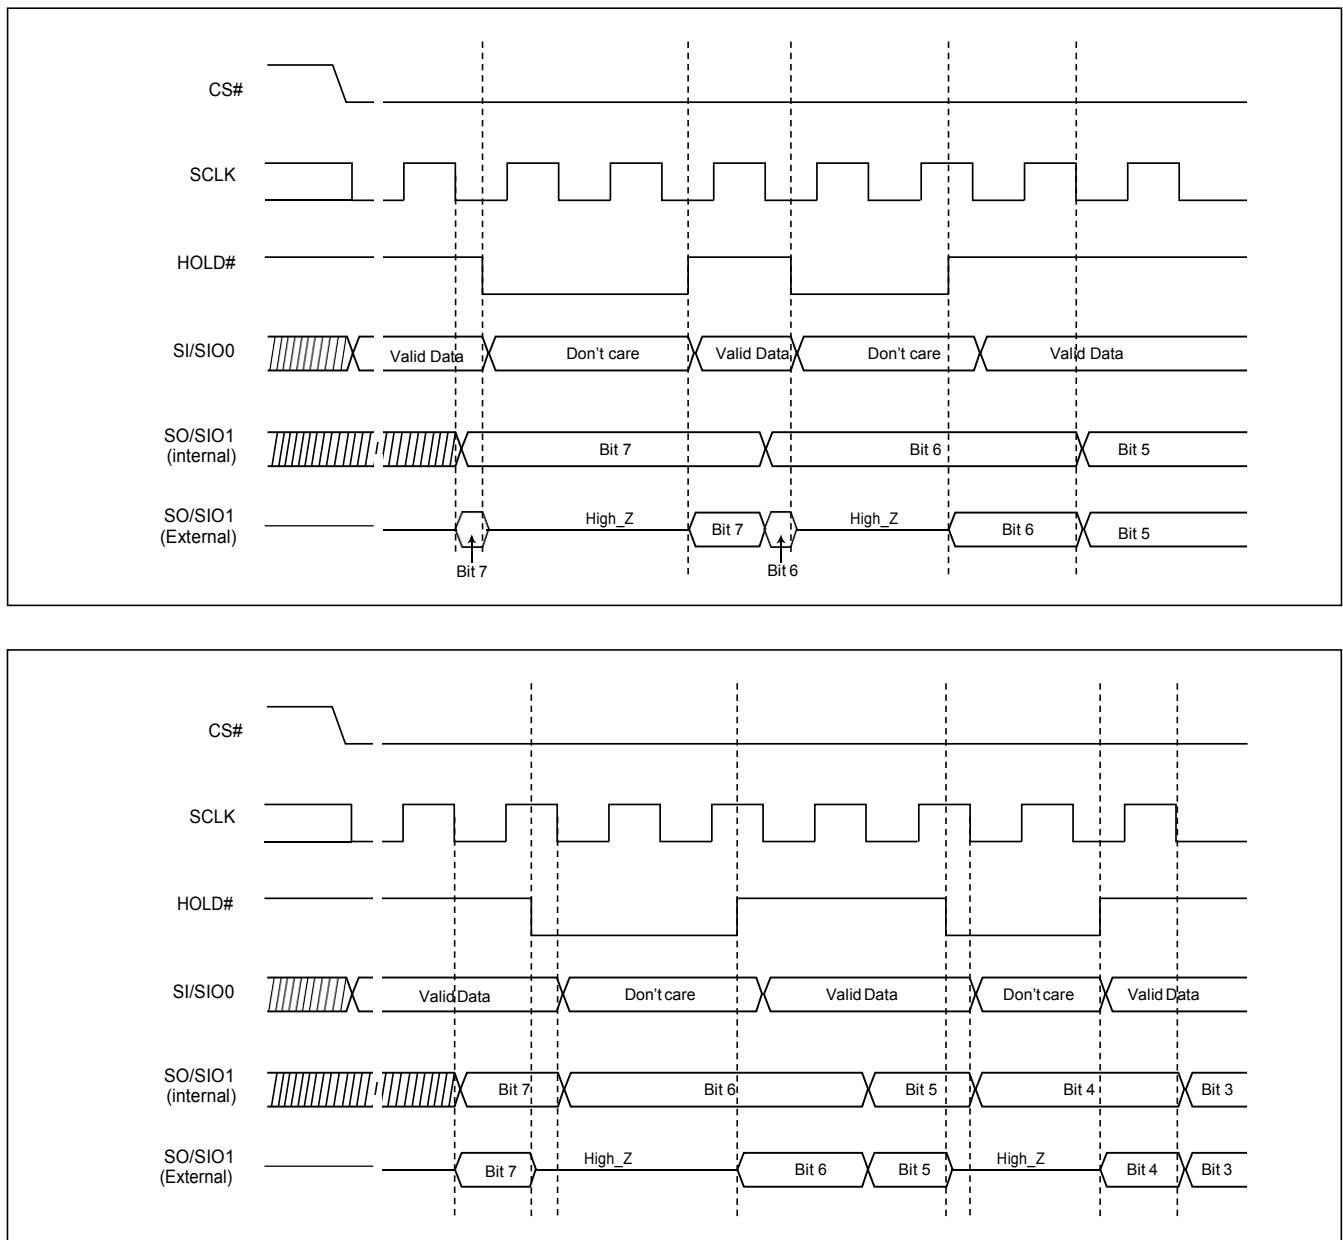 CS#
SCLK
HOLD#
SI/SIO0 Valid Data Don't care Valid Data Don't care Valid Data
SO/SIO1
(internal) Bit 7 Bit 6 Bit 5
SO/SIO1
(External) High_Z Bit 7 High_Z Bit 6 Bit 5
Bit 7 Bit 6
CS#
SCLK
HOLD#
SI/SIO0 Valid Data Don't care Valid Data Don't care Valid Data
SO/SIO1
(internal) Bit 7 Bit 6 Bit 5 Bit 4 Bit 3
SO/SIO1
(External) Bit 7 High_Z Bit 6 Bit 5 High_Z Bit 4 Bit 3